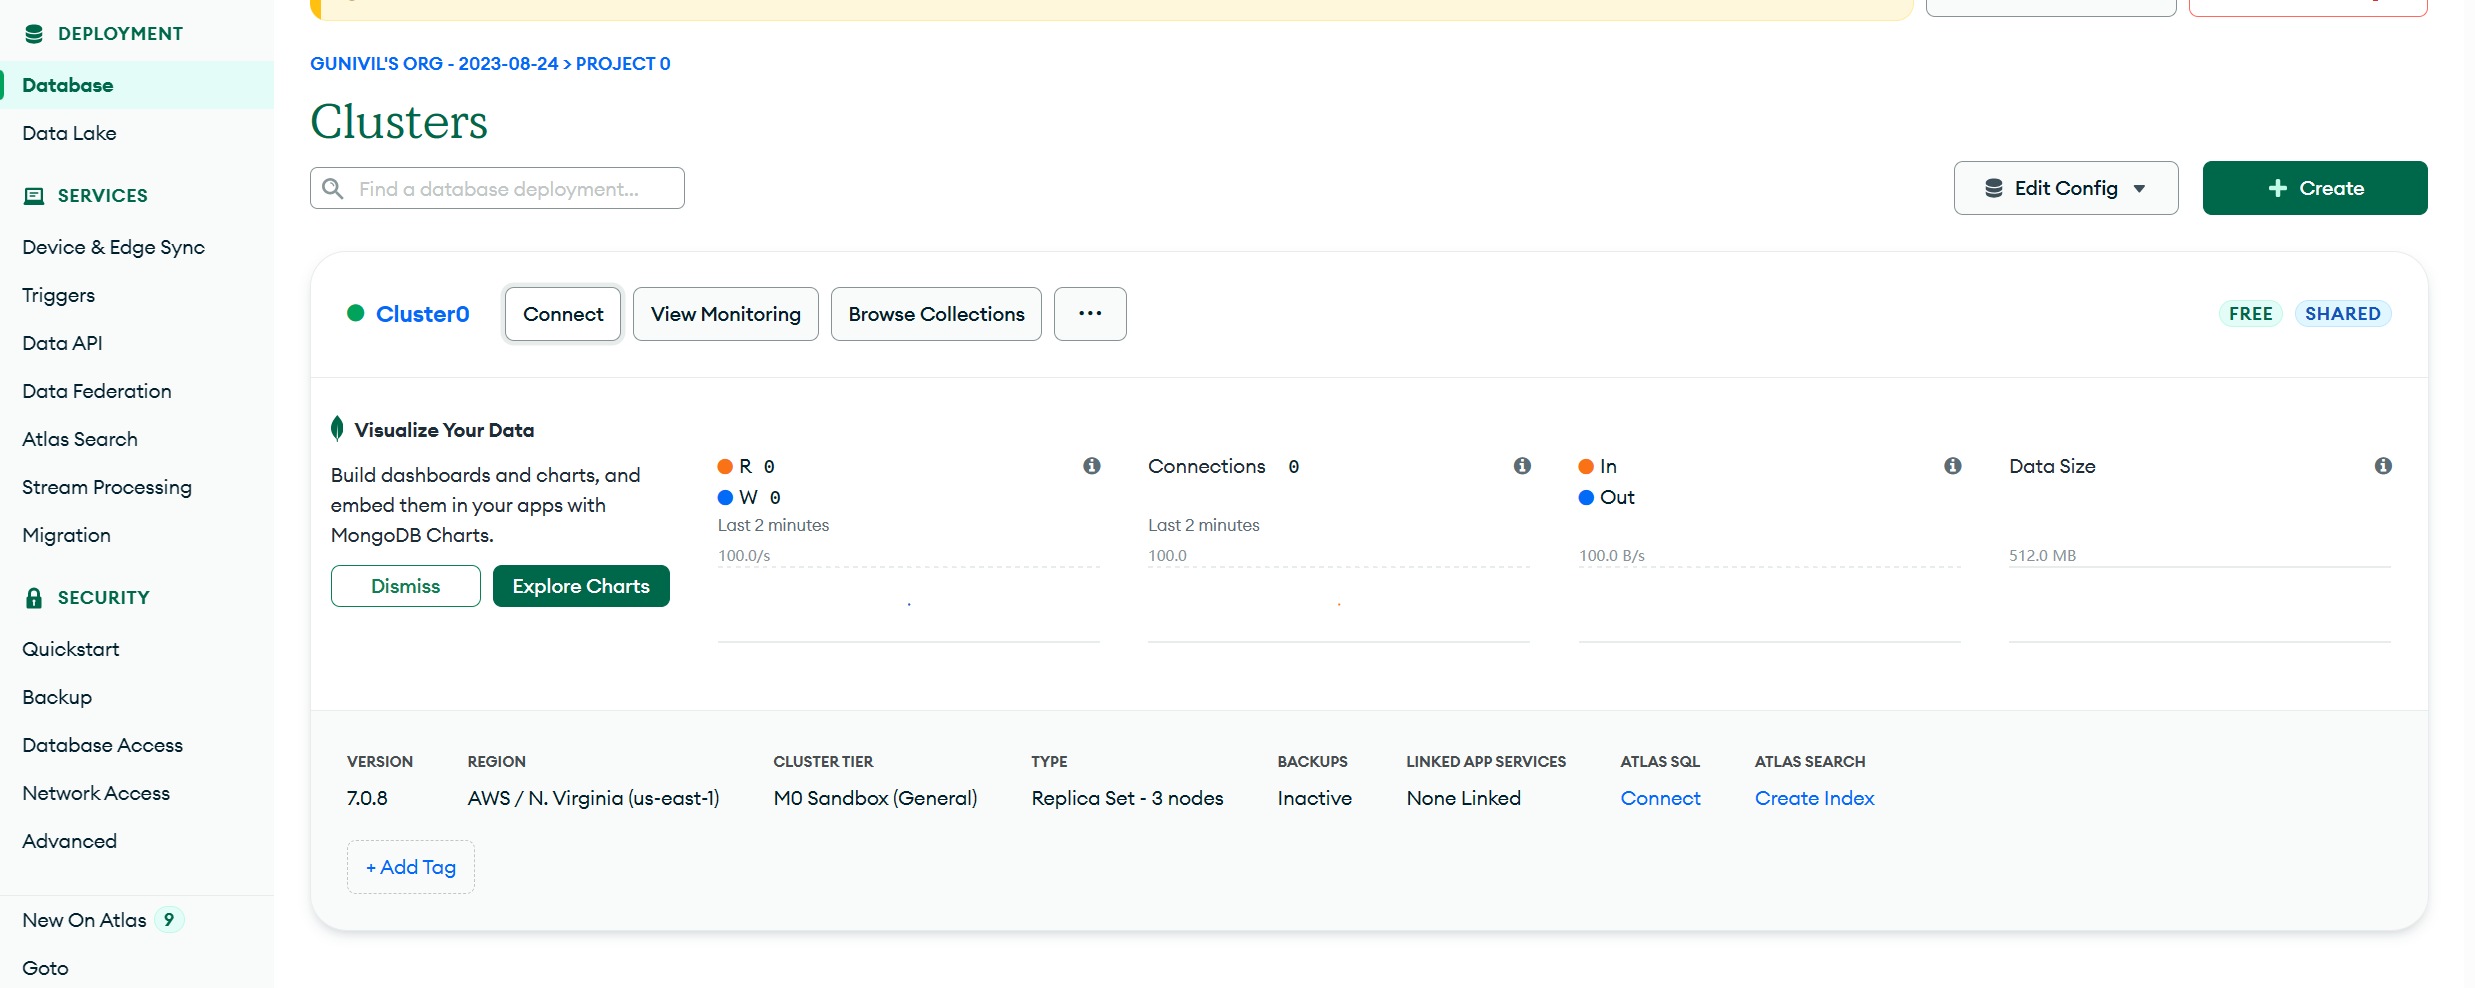 DEPLOYMENT
Database
Data Lake
SERVICES
Device & Edge Sync
Triggers
Data API
Data Federation
Atlas Search
Stream Processing
Migration
SECURITY
Quickstart
Backup
Database Access
Network Access
Advanced
New On Atlas 9
Goto
GUNIVIL'S ORG - 2023-08-24 > PROJECT 0
Clusters
Find a database deployment...
Edit Config
+ Create
Cluster0
Connect
View Monitoring
Browse Collections
...
FREE
SHARED
Visualize Your Data
Build dashboards and charts, and
embed them in your apps with
MongoDB Charts.
Dismiss
Explore Charts
R 0
W 0
Last 2 minutes
100.0/s
Connections 0
Last 2 minutes
100.0
In
Out
100.0 B/s
Data Size
512.0 MB
VERSION
7.0.8
REGION
AWS / N. Virginia (us-east-1)
CLUSTER TIER
M0 Sandbox (General)
TYPE
Replica Set - 3 nodes
BACKUPS
Inactive
LINKED APP SERVICES
None Linked
ATLAS SQL
Connect
ATLAS SEARCH
Create Index
+ Add Tag